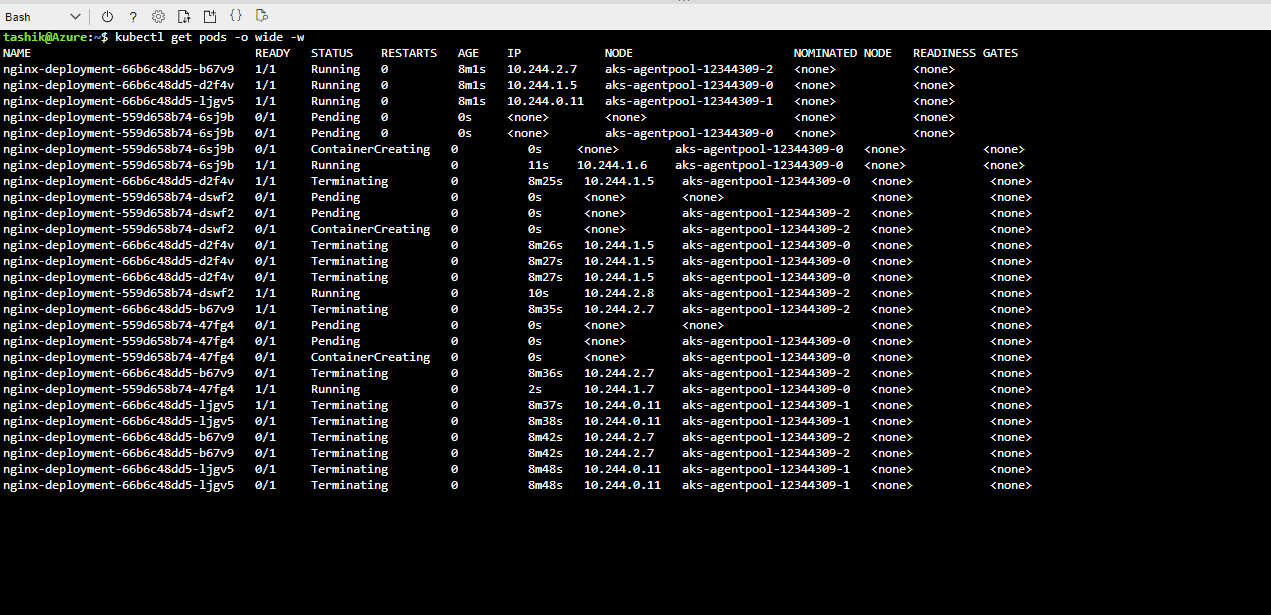 Bash
tashik@Azure:~$ kubectl get pods -o wide -w
NAME READY STATUS RESTARTS AGE IP NODE NOMINATED NODE READINESS GATES
nginx-deployment-66b6c48dd5-b67v9 1/1 Running 0 8m1s 10.244.2.7 aks-agentpool-12344309-2 <none> <none>
nginx-deployment-66b6c48dd5-d2f4v 1/1 Running 0 8m1s 10.244.1.5 aks-agentpool-12344309-0 <none> <none>
nginx-deployment-66b6c48dd5-ljgv5 1/1 Running 0 8m1s 10.244.0.11 aks-agentpool-12344309-1 <none> <none>
nginx-deployment-559d658b74-6sj9b 0/1 Pending 0 0s <none> <none> <none> <none>
nginx-deployment-559d658b74-6sj9b 0/1 Pending 0 0s <none> aks-agentpool-12344309-0 <none> <none>
nginx-deployment-559d658b74-6sj9b 0/1 ContainerCreating 0 0s <none> aks-agentpool-12344309-0 <none> <none>
nginx-deployment-559d658b74-6sj9b 1/1 Running 0 11s 10.244.1.6 aks-agentpool-12344309-0 <none> <none>
nginx-deployment-66b6c48dd5-d2f4v 1/1 Terminating 0 8m25s 10.244.1.5 aks-agentpool-12344309-0 <none> <none>
nginx-deployment-559d658b74-dswf2 0/1 Pending 0 0s <none> <none> <none> <none>
nginx-deployment-559d658b74-dswf2 0/1 Pending 0 0s <none> aks-agentpool-12344309-2 <none> <none>
nginx-deployment-559d658b74-dswf2 0/1 ContainerCreating 0 0s <none> aks-agentpool-12344309-2 <none> <none>
nginx-deployment-66b6c48dd5-d2f4v 0/1 Terminating 0 8m26s 10.244.1.5 aks-agentpool-12344309-0 <none> <none>
nginx-deployment-66b6c48dd5-d2f4v 0/1 Terminating 0 8m27s 10.244.1.5 aks-agentpool-12344309-0 <none> <none>
nginx-deployment-66b6c48dd5-d2f4v 0/1 Terminating 0 8m27s 10.244.1.5 aks-agentpool-12344309-0 <none> <none>
nginx-deployment-559d658b74-dswf2 1/1 Running 0 10s 10.244.2.8 aks-agentpool-12344309-2 <none> <none>
nginx-deployment-66b6c48dd5-b67v9 1/1 Terminating 0 8m35s 10.244.2.7 aks-agentpool-12344309-2 <none> <none>
nginx-deployment-559d658b74-47fg4 0/1 Pending 0 0s <none> <none> <none> <none>
nginx-deployment-559d658b74-47fg4 0/1 Pending 0 0s <none> aks-agentpool-12344309-0 <none> <none>
nginx-deployment-559d658b74-47fg4 0/1 ContainerCreating 0 0s <none> aks-agentpool-12344309-0 <none> <none>
nginx-deployment-66b6c48dd5-b67v9 0/1 Terminating 0 8m36s 10.244.2.7 aks-agentpool-12344309-2 <none> <none>
nginx-deployment-559d658b74-47fg4 1/1 Running 0 2s 10.244.1.7 aks-agentpool-12344309-0 <none> <none>
nginx-deployment-66b6c48dd5-ljgv5 1/1 Terminating 0 8m37s 10.244.0.11 aks-agentpool-12344309-1 <none> <none>
nginx-deployment-66b6c48dd5-ljgv5 0/1 Terminating 0 8m38s 10.244.0.11 aks-agentpool-12344309-1 <none> <none>
nginx-deployment-66b6c48dd5-b67v9 0/1 Terminating 0 8m42s 10.244.2.7 aks-agentpool-12344309-2 <none> <none>
nginx-deployment-66b6c48dd5-b67v9 0/1 Terminating 0 8m42s 10.244.2.7 aks-agentpool-12344309-2 <none> <none>
nginx-deployment-66b6c48dd5-ljgv5 0/1 Terminating 0 8m48s 10.244.0.11 aks-agentpool-12344309-1 <none> <none>
nginx-deployment-66b6c48dd5-ljgv5 0/1 Terminating 0 8m48s 10.244.0.11 aks-agentpool-12344309-1 <none> <none>